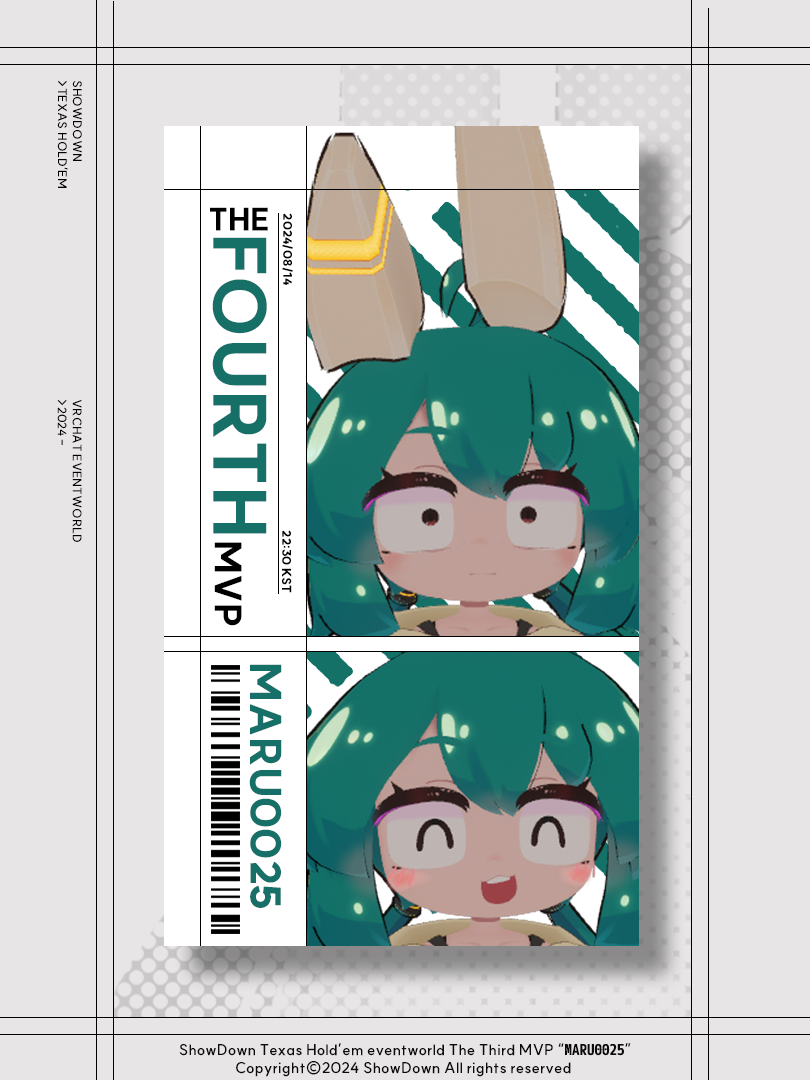 SHOWDOWN
>TEXAS HOLD'EM
VRCHAT EVENTWORLD
>2024 –
THE
FOURTH
MVP
2024/08/14
22:30 KST
MARU0025
ShowDown Texas Hold'em eventworld The Third MVP "MARU0025"
Copyright©2024 ShowDown All rights reserved